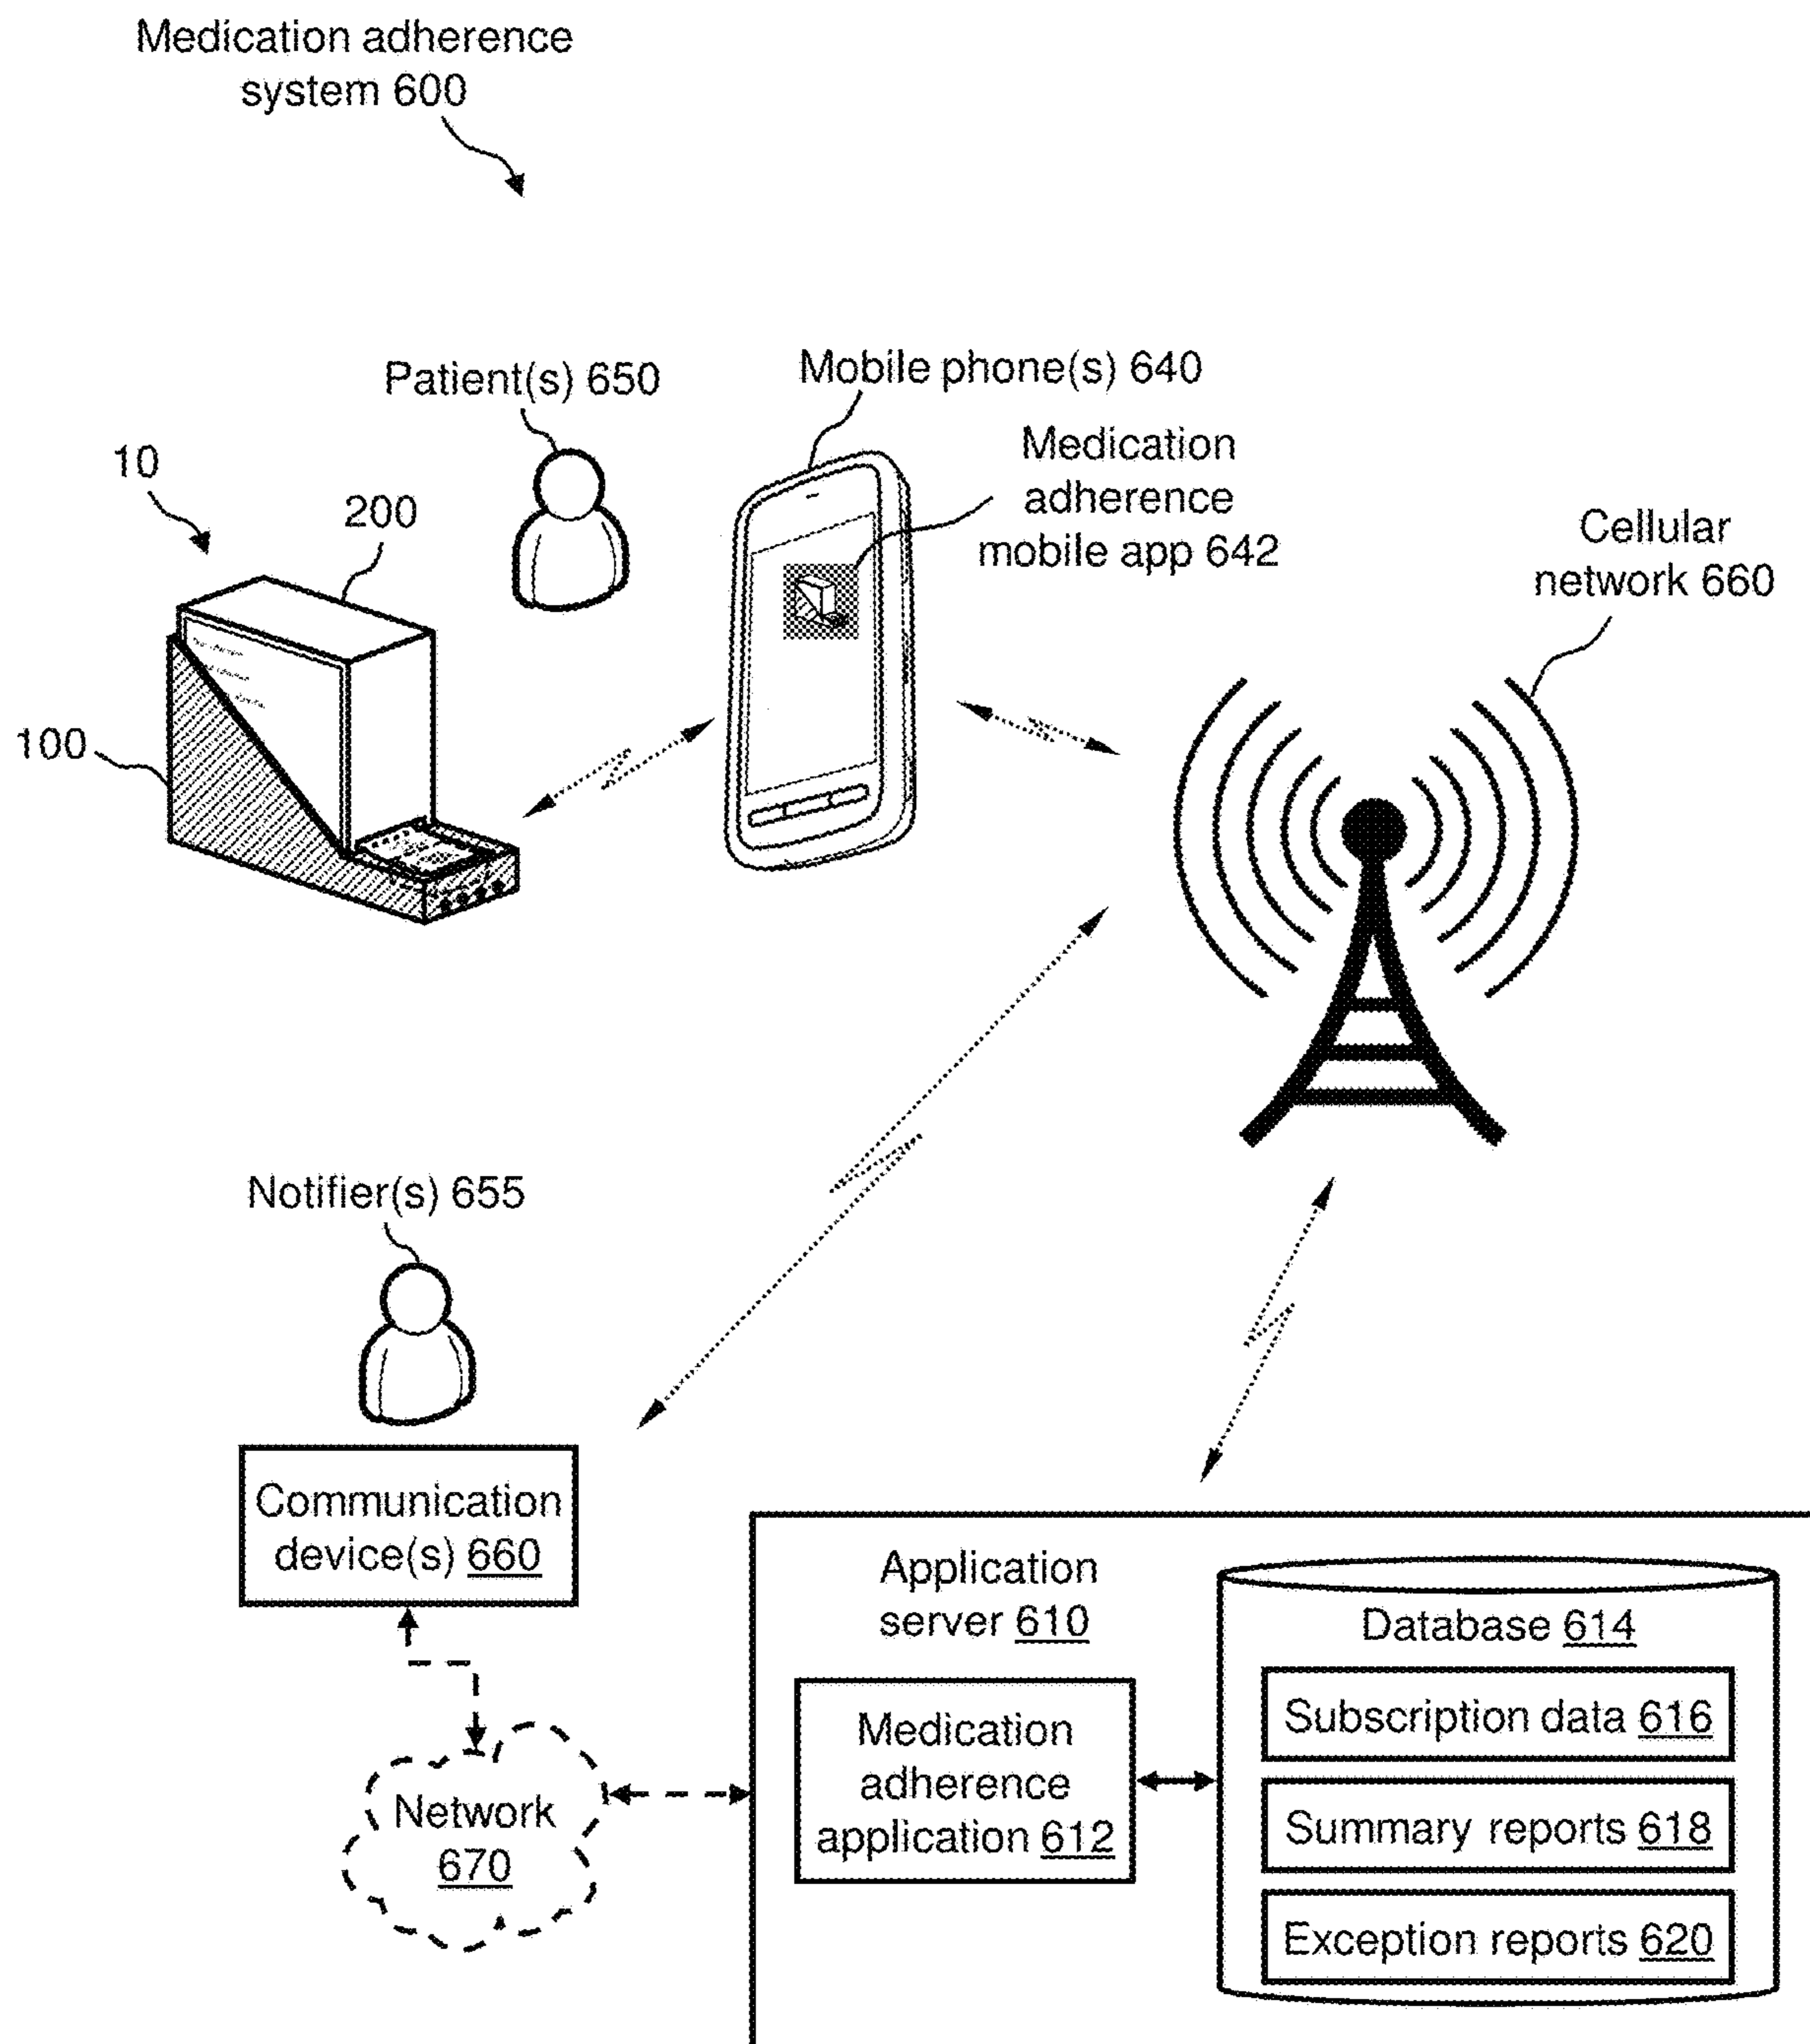 Medication adherence
system 600
Patient(s) 650
Mobile phone(s) 640
Medication
adherence
mobile app 642
10
200
Cellular
network 660
100
Notifier(s) 655
Communication
device(s) 660
Application
server 610
Database 614
Medication
adherence
application 612
Subscription data 616
Summary reports 618
Exception reports 620
Network
670